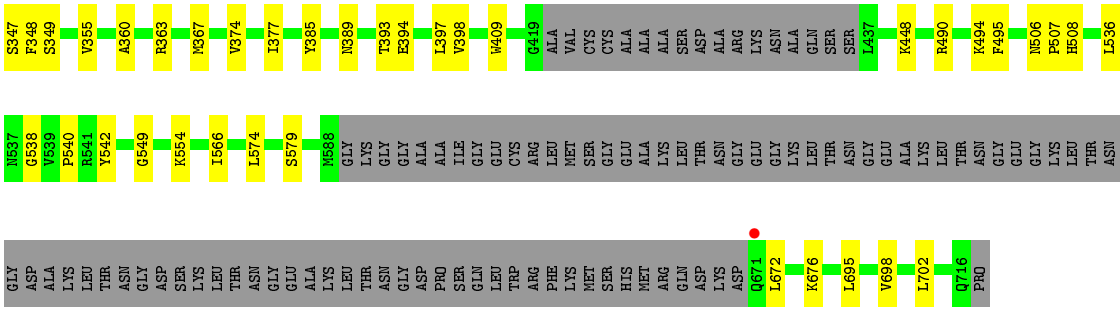 S347 F348 S349 V355 A360 R363 M367 V374 I377 Y385 N389 T393 E394 L397 V398 W409 G419 ALA VAL CYS CYS ALA ALA ALA SER ASP ALA ARG LYS ASN ALA GLN SER SER L437 K448 R490 K494 F495 N506 P507 H508 L536
N537 G538 V539 P540 R541 Y542 G549 K554 I566 L574 S579 M588 GLY LYS GLY GLY ALA ALA ILE GLY GLU CYS ARG LEU MET SER GLY GLU ALA LYS LEU THR ASN GLY GLU GLY LYS LEU THR ASN GLY GLU ALA LYS LEU THR ASN GLY GLU GLY LYS LEU THR ASN
GLY ASP ALA LYS LEU THR ASN GLY ASP SER LYS LEU THR ASN GLY GLU ALA LYS LEU THR ASN GLY ASP PRO SER GLN LEU TRP ARG PHE LYS MET SER HIS MET ARG GLN ASP LYS ASP Q671 L672 K676 L695 V698 L702 Q716 PRO